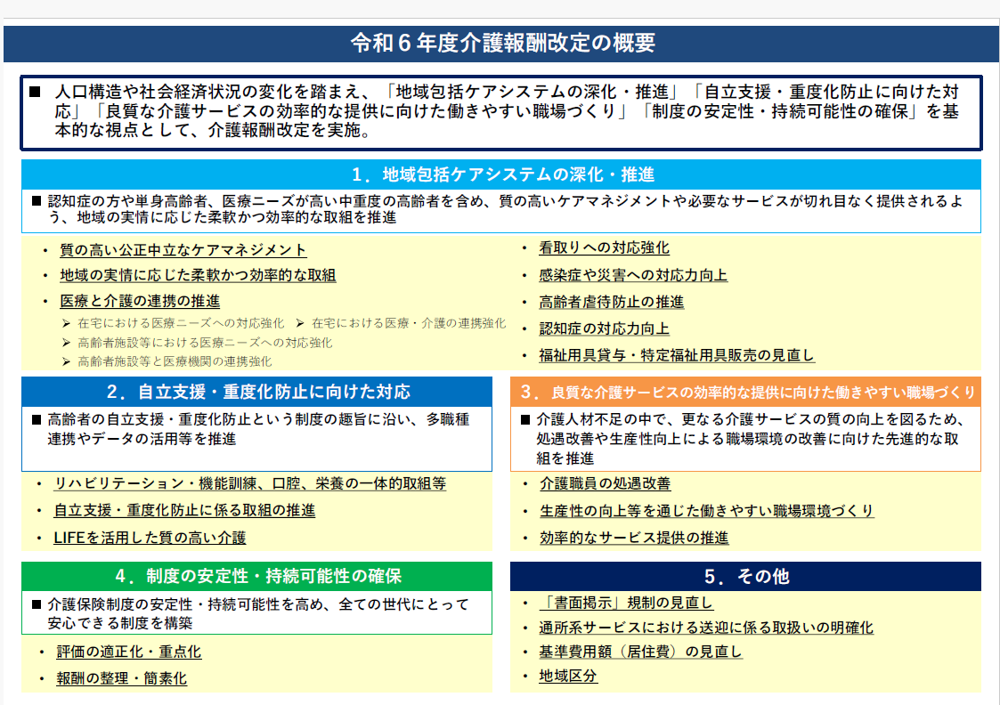 令和６年度介護報酬改定の概要
■ 人口構造や社会経済状況の変化を踏まえ、「地域包括ケアシステムの深化・推進」「自立支援・重度化防止に向けた対
応」「良質な介護サービスの効率的な提供に向けた働きやすい職場づくり」「制度の安定性・持続可能性の確保」を基
本的な視点として、介護報酬改定を実施。
１．地域包括ケアシステムの深化・推進
■ 認知症の方や単身高齢者、医療ニーズが高い中重度の高齢者を含め、質の高いケアマネジメントや必要なサービスが切れ目なく提供されるよ
う、地域の実情に応じた柔軟かつ効率的な取組を推進
・ 質の高い公正中立なケアマネジメント
・ 地域の実情に応じた柔軟かつ効率的な取組
・ 医療と介護の連携の推進
➢ 在宅における医療ニーズへの対応強化 ➢ 在宅における医療・介護の連携強化
➢ 高齢者施設等における医療ニーズへの対応強化
➢ 高齢者施設等と医療機関の連携強化
・ 看取りへの対応強化
・ 感染症や災害への対応力向上
・ 高齢者虐待防止の推進
・ 認知症の対応力向上
・ 福祉用具貸与・特定福祉用具販売の見直し
２．自立支援・重度化防止に向けた対応
■ 高齢者の自立支援・重度化防止という制度の趣旨に沿い、多職種
連携やデータの活用等を推進
・ リハビリテーション・機能訓練、口腔、栄養の一体的取組等
・ 自立支援・重度化防止に係る取組の推進
・ LIFEを活用した質の高い介護
３．良質な介護サービスの効率的な提供に向けた働きやすい職場づくり
■ 介護人材不足の中で、更なる介護サービスの質の向上を図るため、
処遇改善や生産性向上による職場環境の改善に向けた先進的な取
組を推進
・ 介護職員の処遇改善
・ 生産性の向上等を通じた働きやすい職場環境づくり
・ 効率的なサービス提供の推進
４．制度の安定性・持続可能性の確保
■ 介護保険制度の安定性・持続可能性を高め、全ての世代にとって
安心できる制度を構築
・ 評価の適正化・重点化
・ 報酬の整理・簡素化
５．その他
・ 「書面掲示」規制の見直し
・ 通所系サービスにおける送迎に係る取扱いの明確化
・ 基準費用額（居住費）の見直し
・ 地域区分